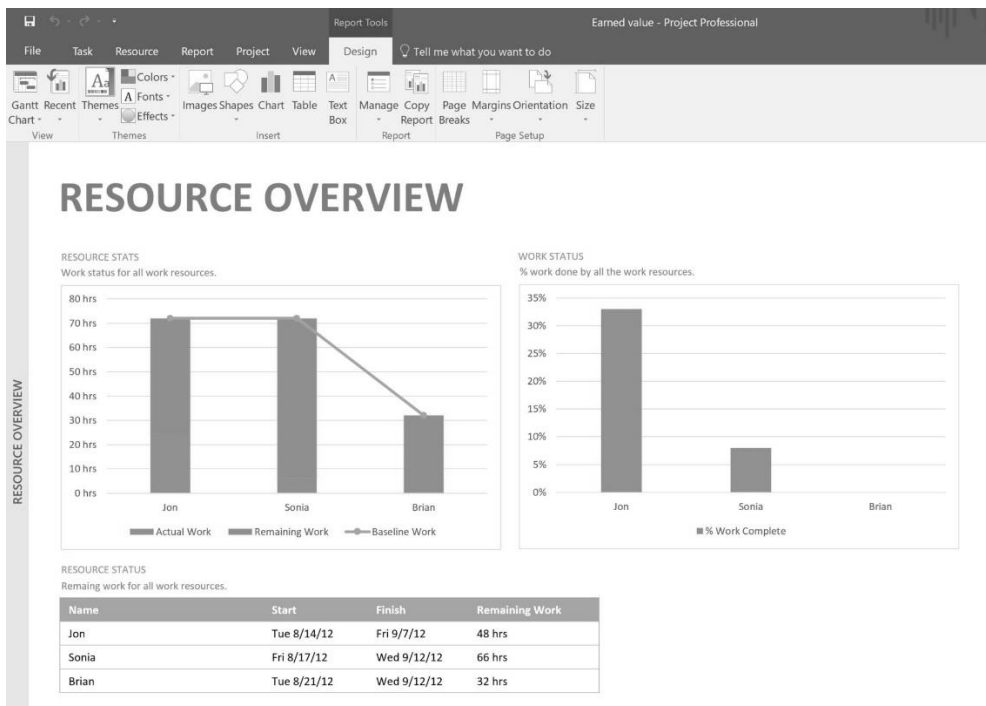 Report Tools Earned value - Project Professional
File Task Resource Report Project View Design Tell me what you want to do
Gantt Chart Recent Themes Colors Fonts Effects Images Shapes Chart Table Text Box Manage Copy Report Page Breaks Margins Orientation Size
View Themes Insert Report Page Setup
RESOURCE OVERVIEW
RESOURCE OVERVIEW
RESOURCE STATS
Work status for all work resources.
80 hrs
70 hrs
60 hrs
50 hrs
40 hrs
30 hrs
20 hrs
10 hrs
0 hrs
Jon Sonia Brian
Actual Work Remaining Work Baseline Work
WORK STATUS
% work done by all the work resources.
35%
30%
25%
20%
15%
10%
5%
0%
Jon Sonia Brian
% Work Complete
RESOURCE STATUS
Remaing work for all work resources.
Name Start Finish Remaining Work
Jon Tue 8/14/12 Fri 9/7/12 48 hrs
Sonia Fri 8/17/12 Wed 9/12/12 66 hrs
Brian Tue 8/21/12 Wed 9/12/12 32 hrs